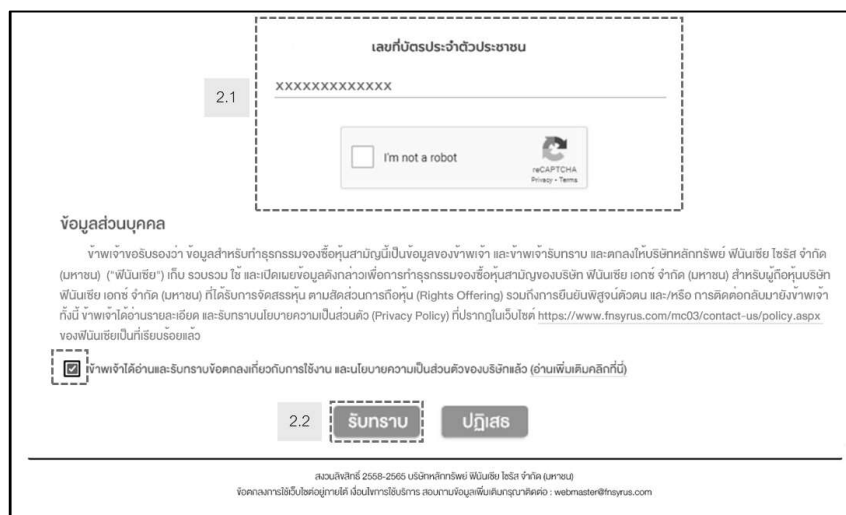 เลขที่บัตรประจำตัวประชาชน
2.1
XXXXXXXXXXXXX
I'm not a robot
reCAPTCHA
Privacy - Terms
ข้อมูลส่วนบุคคล
ข้าพเจ้าขอรับรองว่า ข้อมูลสำหรับทำธุรกรรมจองซื้อหุ้นสามัญนี้เป็นข้อมูลของข้าพเจ้า และข้าพเจ้ารับทราบ และตกลงให้บริษัทหลักทรัพย์ ฟินันเซีย ไซรัส จำกัด
(มหาชน) ("ฟินันเซีย") เก็บ รวบรวม ใช้ และเปิดเผยข้อมูลดังกล่าวเพื่อการทำธุรกรรมจองซื้อหุ้นสามัญของบริษัท ฟินันเซีย เอกซ์ จำกัด (มหาชน) สำหรับผู้ถือหุ้นบริษัท
ฟินันเซีย เอกซ์ จำกัด (มหาชน) ที่ได้รับการจัดสรรหุ้น ตามสัดส่วนการถือหุ้น (Rights Offering) รวมถึงการยืนยันพิสูจน์ตัวตน และ/หรือ การติดต่อกลับมายังข้าพเจ้า
ทั้งนี้ ข้าพเจ้าได้อ่านรายละเอียด และรับทราบนโยบายความเป็นส่วนตัว (Privacy Policy) ที่ปรากฏในเว็บไซต์ https://www.fnsyrus.com/mc03/contact-us/policy.aspx
ของฟินันเซียเป็นที่เรียบร้อยแล้ว
ข้าพเจ้าได้อ่านและรับทราบข้อตกลงเกี่ยวกับการใช้งาน และนโยบายความเป็นส่วนตัวของบริษัทแล้ว (อ่านเพิ่มเติมคลิกที่นี่)
2.2 รับทราบ ปฏิเสธ
สงวนลิขสิทธิ์ 2558-2565 บริษัทหลักทรัพย์ ฟินันเซีย ไซรัส จำกัด (มหาชน)
ข้อตกลงการใช้เว็บไซต์อยู่ภายใต้ เงื่อนไขการใช้บริการ สอบถามข้อมูลเพิ่มเติมกรุณาติดต่อ : webmaster@fnsyrus.com